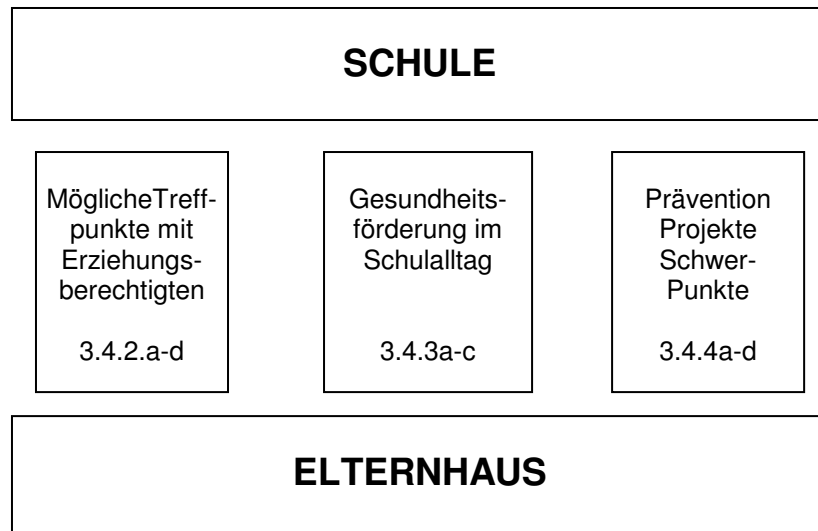 SCHULE
MöglicheTreff-
punkte mit
Erziehungs-
berechtigten
3.4.2.a-d
Gesundheits-
förderung im
Schulalltag
3.4.3a-c
Prävention
Projekte
Schwer-
Punkte
3.4.4a-d
ELTERNHAUS